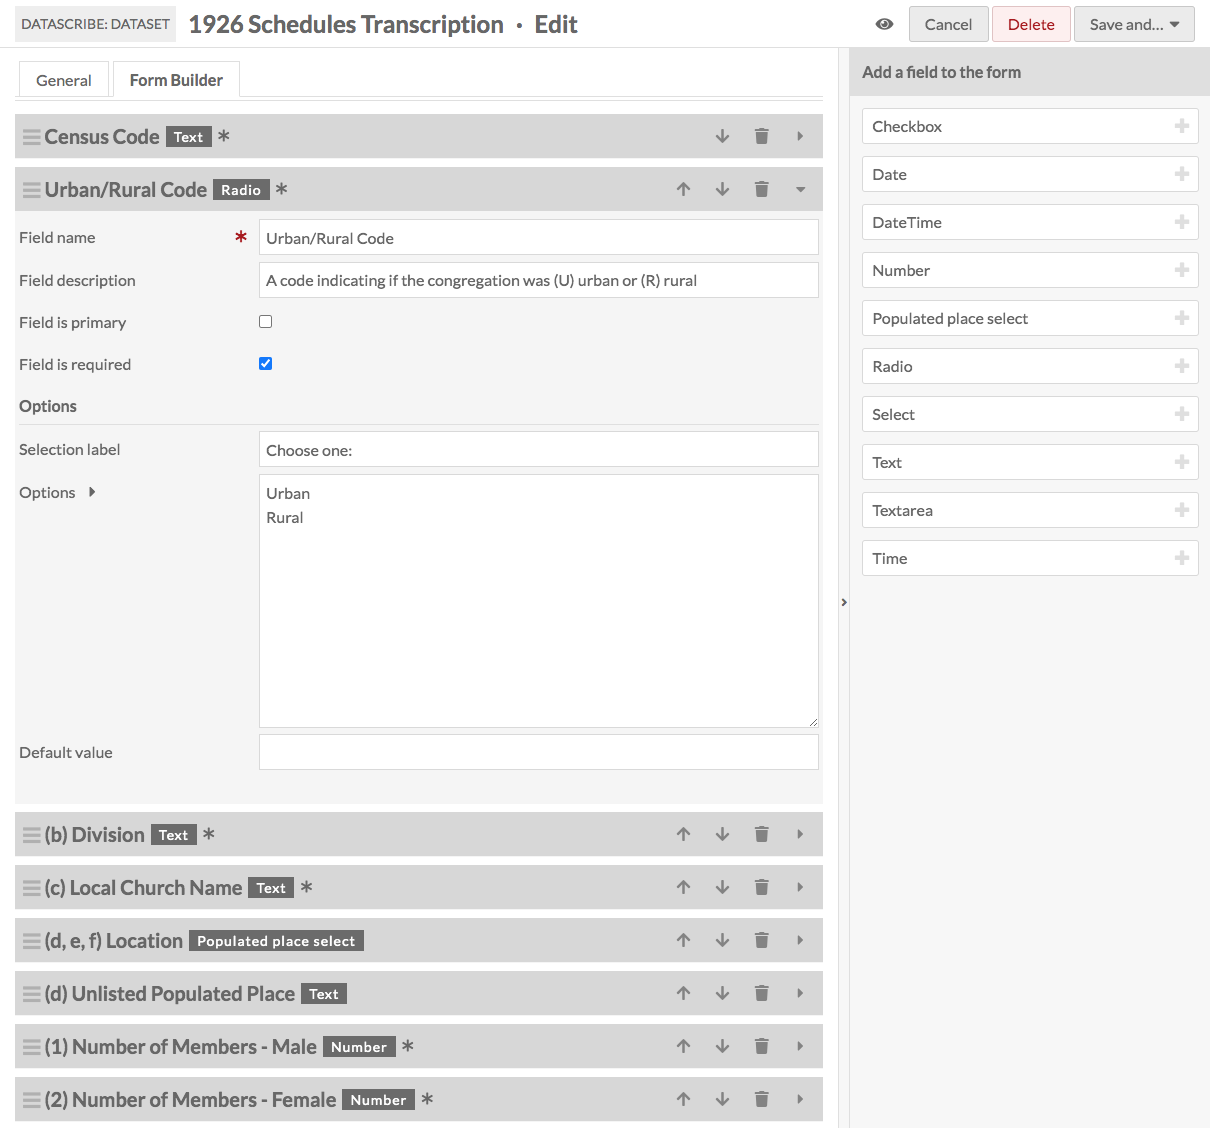 DATASCRIBE: DATASET 1926 Schedules Transcription · Edit Cancel Delete Save and...
General Form Builder
Census Code Text *
Urban/Rural Code Radio *
Field name * Urban/Rural Code
Field description A code indicating if the congregation was (U) urban or (R) rural
Field is primary
Field is required
Options
Selection label Choose one:
Options Urban
Rural
Default value
(b) Division Text *
(c) Local Church Name Text *
(d, e, f) Location Populated place select
(d) Unlisted Populated Place Text
(1) Number of Members - Male Number *
(2) Number of Members - Female Number *
Add a field to the form
Checkbox
Date
DateTime
Number
Populated place select
Radio
Select
Text
Textarea
Time